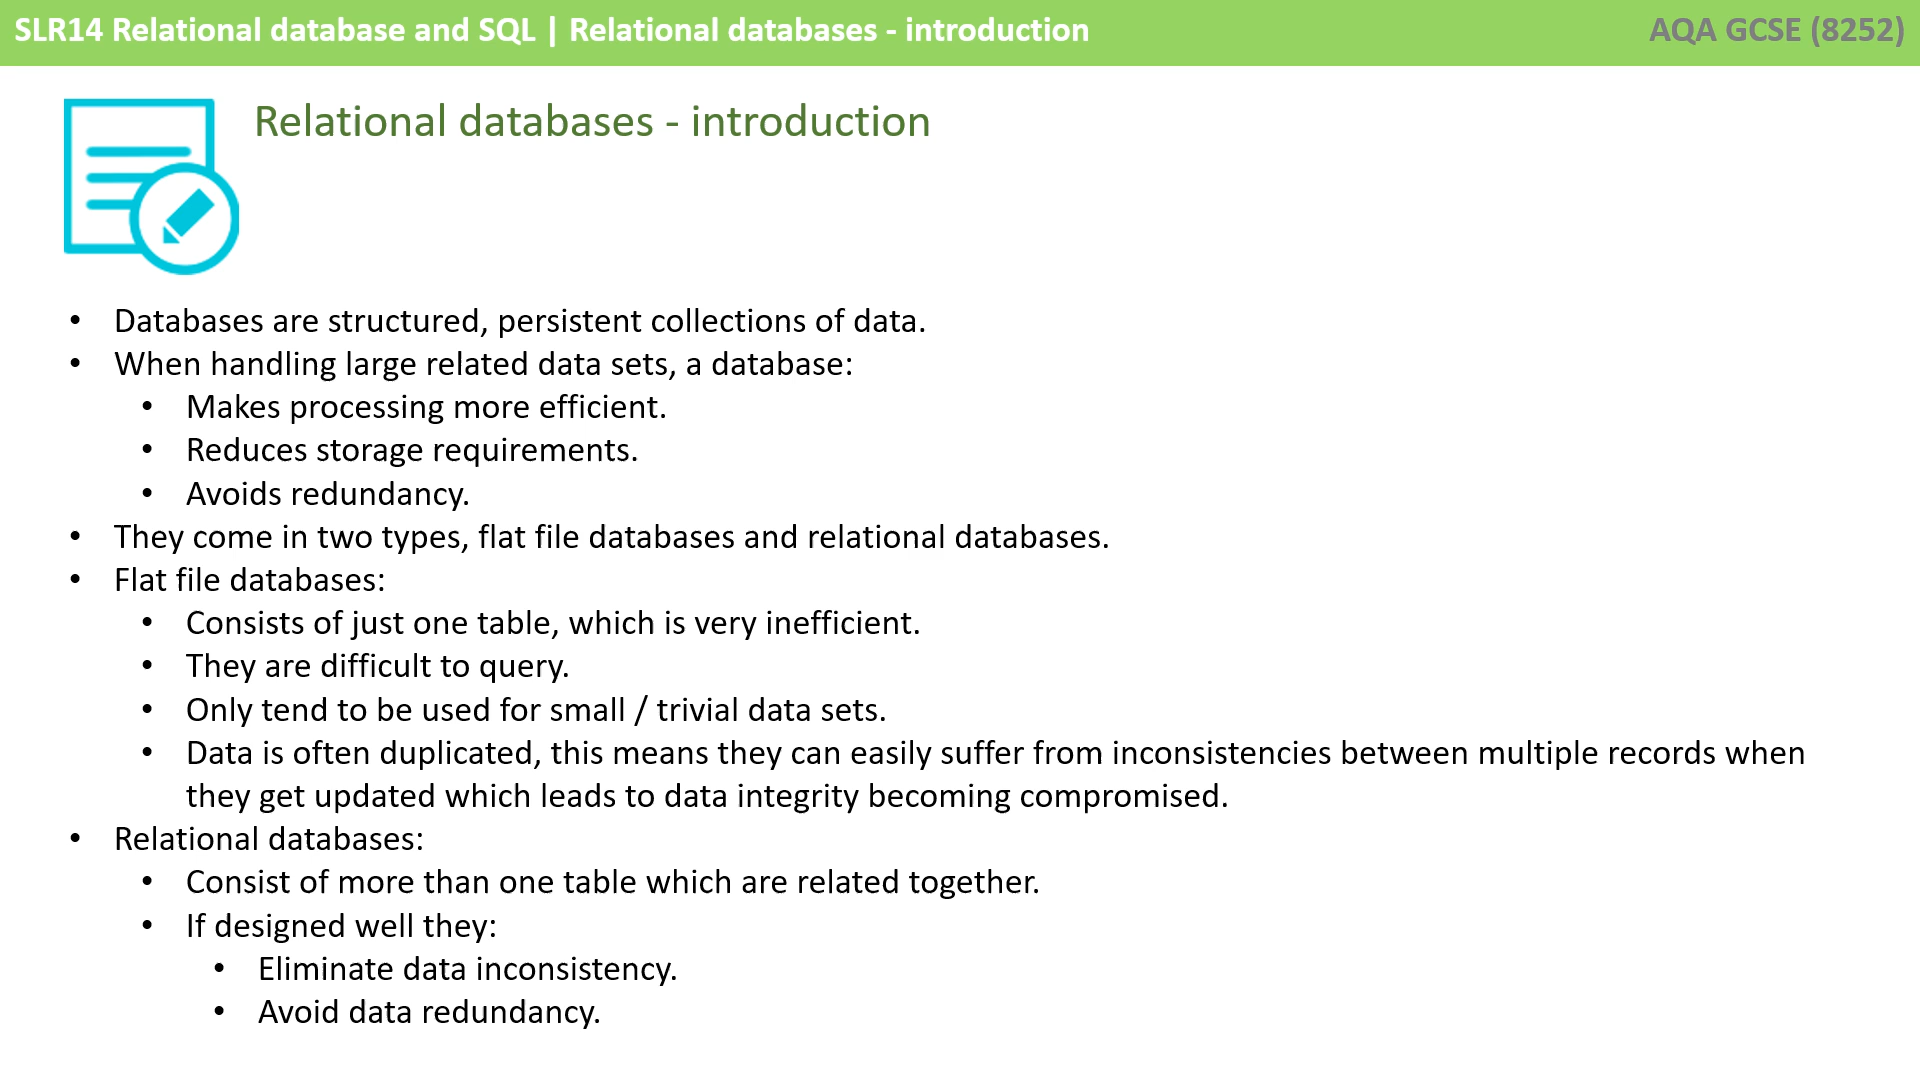 SLR14 Relational database and SQL | Relational databases - introduction
AQA GCSE (8252)
Relational databases - introduction
• Databases are structured, persistent collections of data.
• When handling large related data sets, a database:
• Makes processing more efficient.
• Reduces storage requirements.
• Avoids redundancy.
• They come in two types, flat file databases and relational databases.
• Flat file databases:
• Consists of just one table, which is very inefficient.
• They are difficult to query.
• Only tend to be used for small / trivial data sets.
• Data is often duplicated, this means they can easily suffer from inconsistencies between multiple records when
they get updated which leads to data integrity becoming compromised.
• Relational databases:
• Consist of more than one table which are related together.
• If designed well they:
• Eliminate data inconsistency.
• Avoid data redundancy.